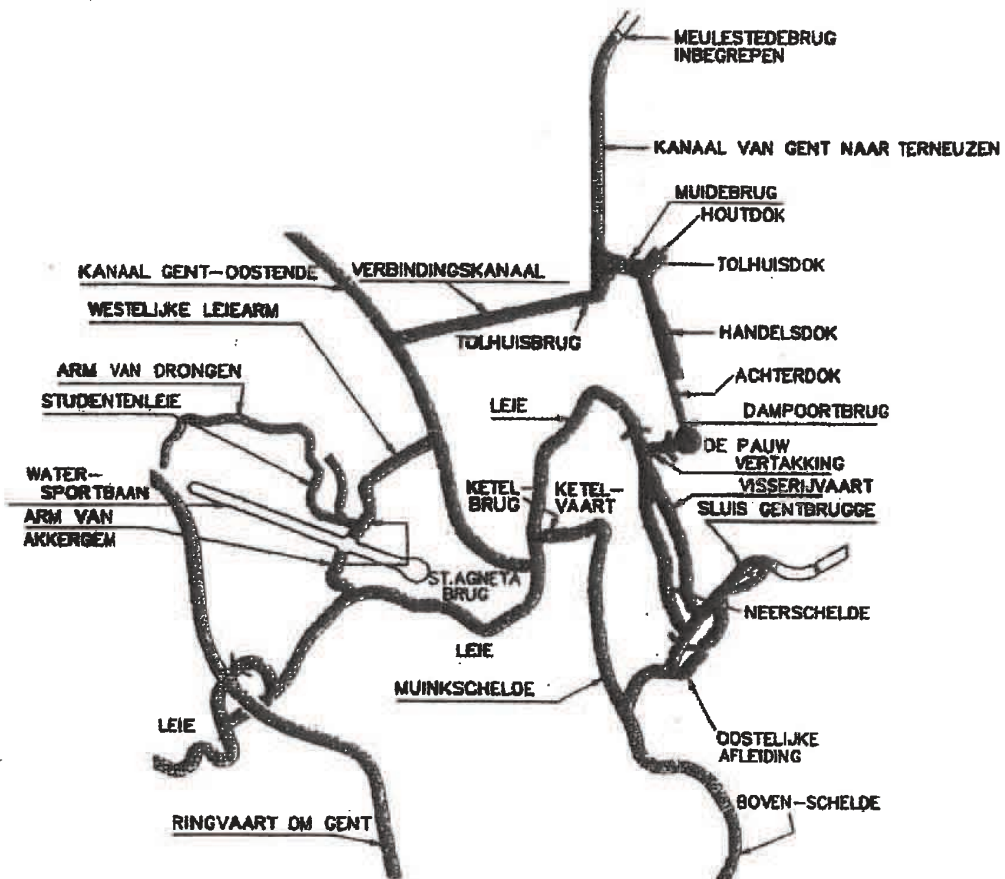 MEULESTEDEBRUG
INBEGREPEN
KANAAL VAN GENT NAAR TERNEUZEN
MUIDEBRUG
HOUTDOK
KANAAL GENT-OOSTENDE
VERBINDINGSKANAAL
TOLHUISDOK
WESTELIJKE LEIEARM
TOLHUISBRUG
HANDELSDOK
ARM VAN DRONGEN
ACHTERDOK
STUDENTENLEIE
LEIE
DAMPOORTBRUG
DE PAUW
VERTAKKING
WATER-
SPORTBAAN
KETEL
BRUG
KETEL-
VAART
VISSERIJVAART
SLUIS GENTBRUGGE
ARM VAN
AKKERGEM
ST.AGNETA
BRUG
NEERSCHELDE
LEIE
MUINKSCHELDE
LEIE
OOSTELIJKE
AFLEIDING
BOVEN-SCHELDE
RINGVAART OM GENT